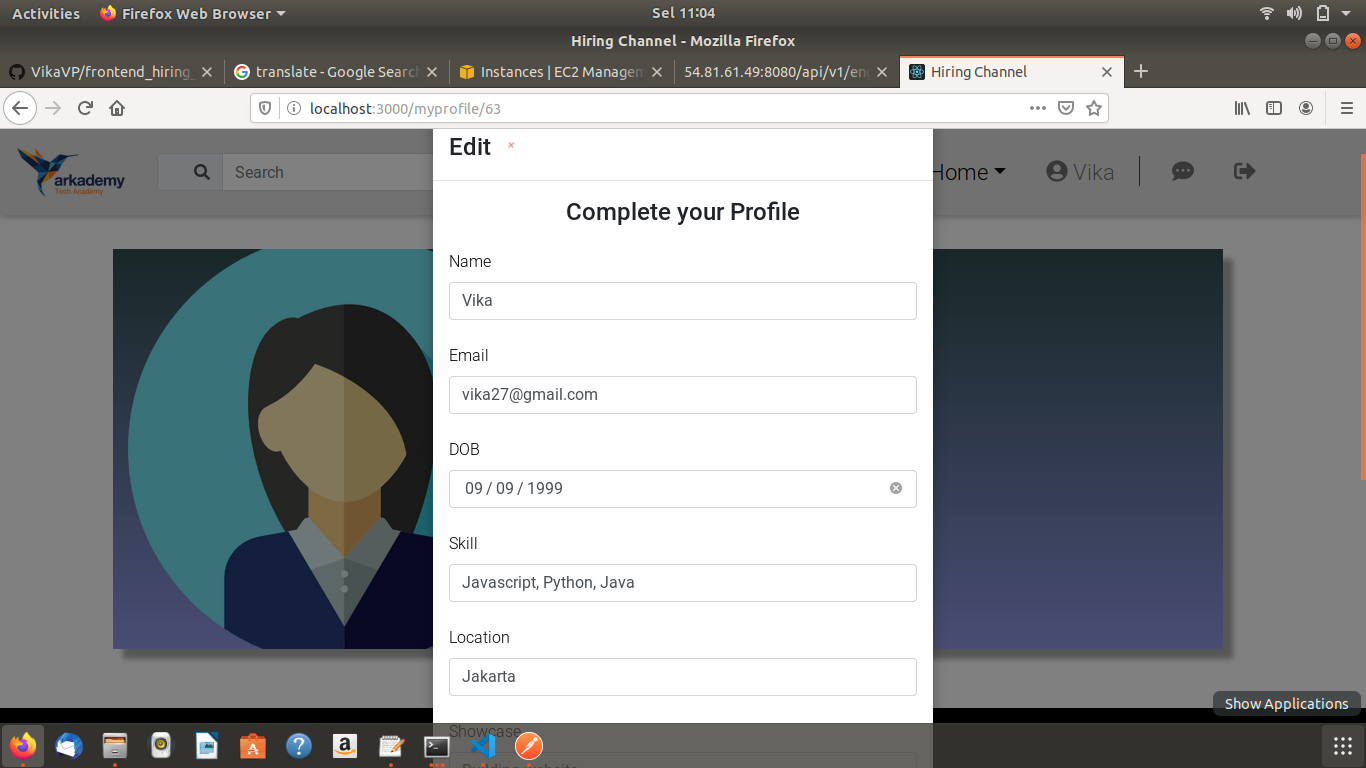 Activities Firefox Web Browser Sel 11:04
Hiring Channel - Mozilla Firefox
VikaVP/frontend_hiring_ translate - Google Search Instances | EC2 Managem 54.81.61.49:8080/api/v1/en Hiring Channel
localhost:3000/myprofile/63
Edit ×
arkademy
Tech Academy
Search
Home
Vika
Complete your Profile
Name
Vika
Email
vika27@gmail.com
DOB
09 / 09 / 1999
Skill
Javascript, Python, Java
Location
Jakarta
Show Applications
Showcase